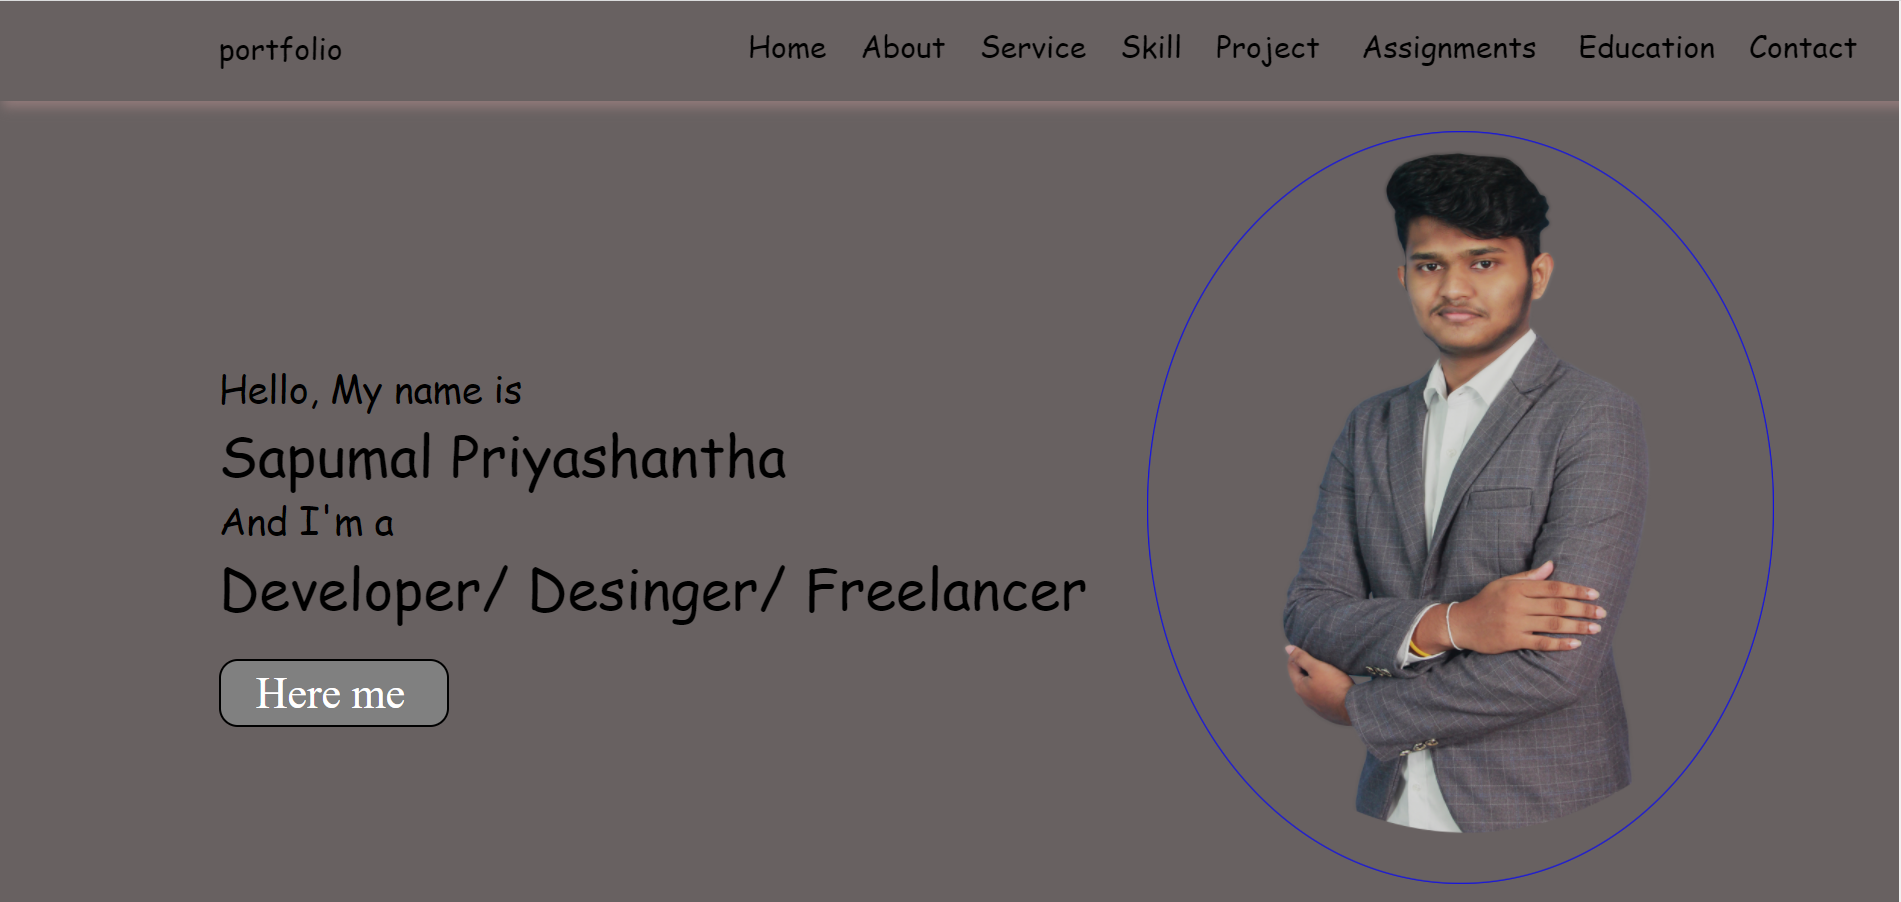 portfolio
Home About Service Skill Project Assignments Education Contact
Hello, My name is
Sapumal Priyashantha
And I'm a
Developer/ Desinger/ Freelancer
Here me